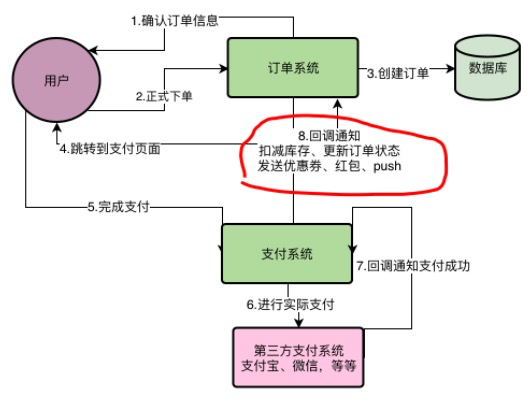 1.确认订单信息
用户
订单系统
3.创建订单
数据库
2.正式下单
8.回调通知
扣减库存、更新订单状态
发送优惠券、红包、push
4.跳转到支付页面
5.完成支付
支付系统
7.回调通知支付成功
6.进行实际支付
第三方支付系统
支付宝、微信，等等